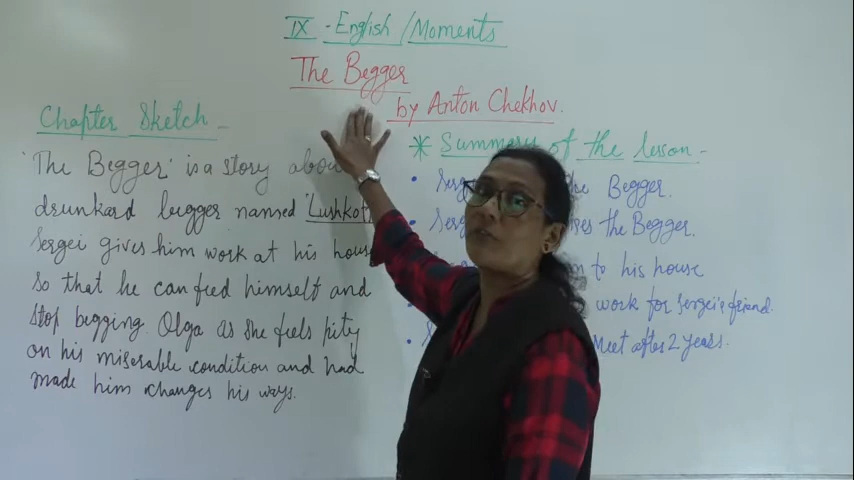 IX - English / Moments
The Begger
by Anton Chekhov.
Chapter Sketch -
'The Begger' is a story about
drunkard begger named 'Lushkoff'
Sergei gives him work at his house
so that he can feed himself and
stop begging. Olga as she feels pity
on his miserable condition and had
made him changes his ways.
* Summary of the lesson -
• the Begger.
• the Begger.
to his house
work for Sergei's friend.
• Meet after 2 years.